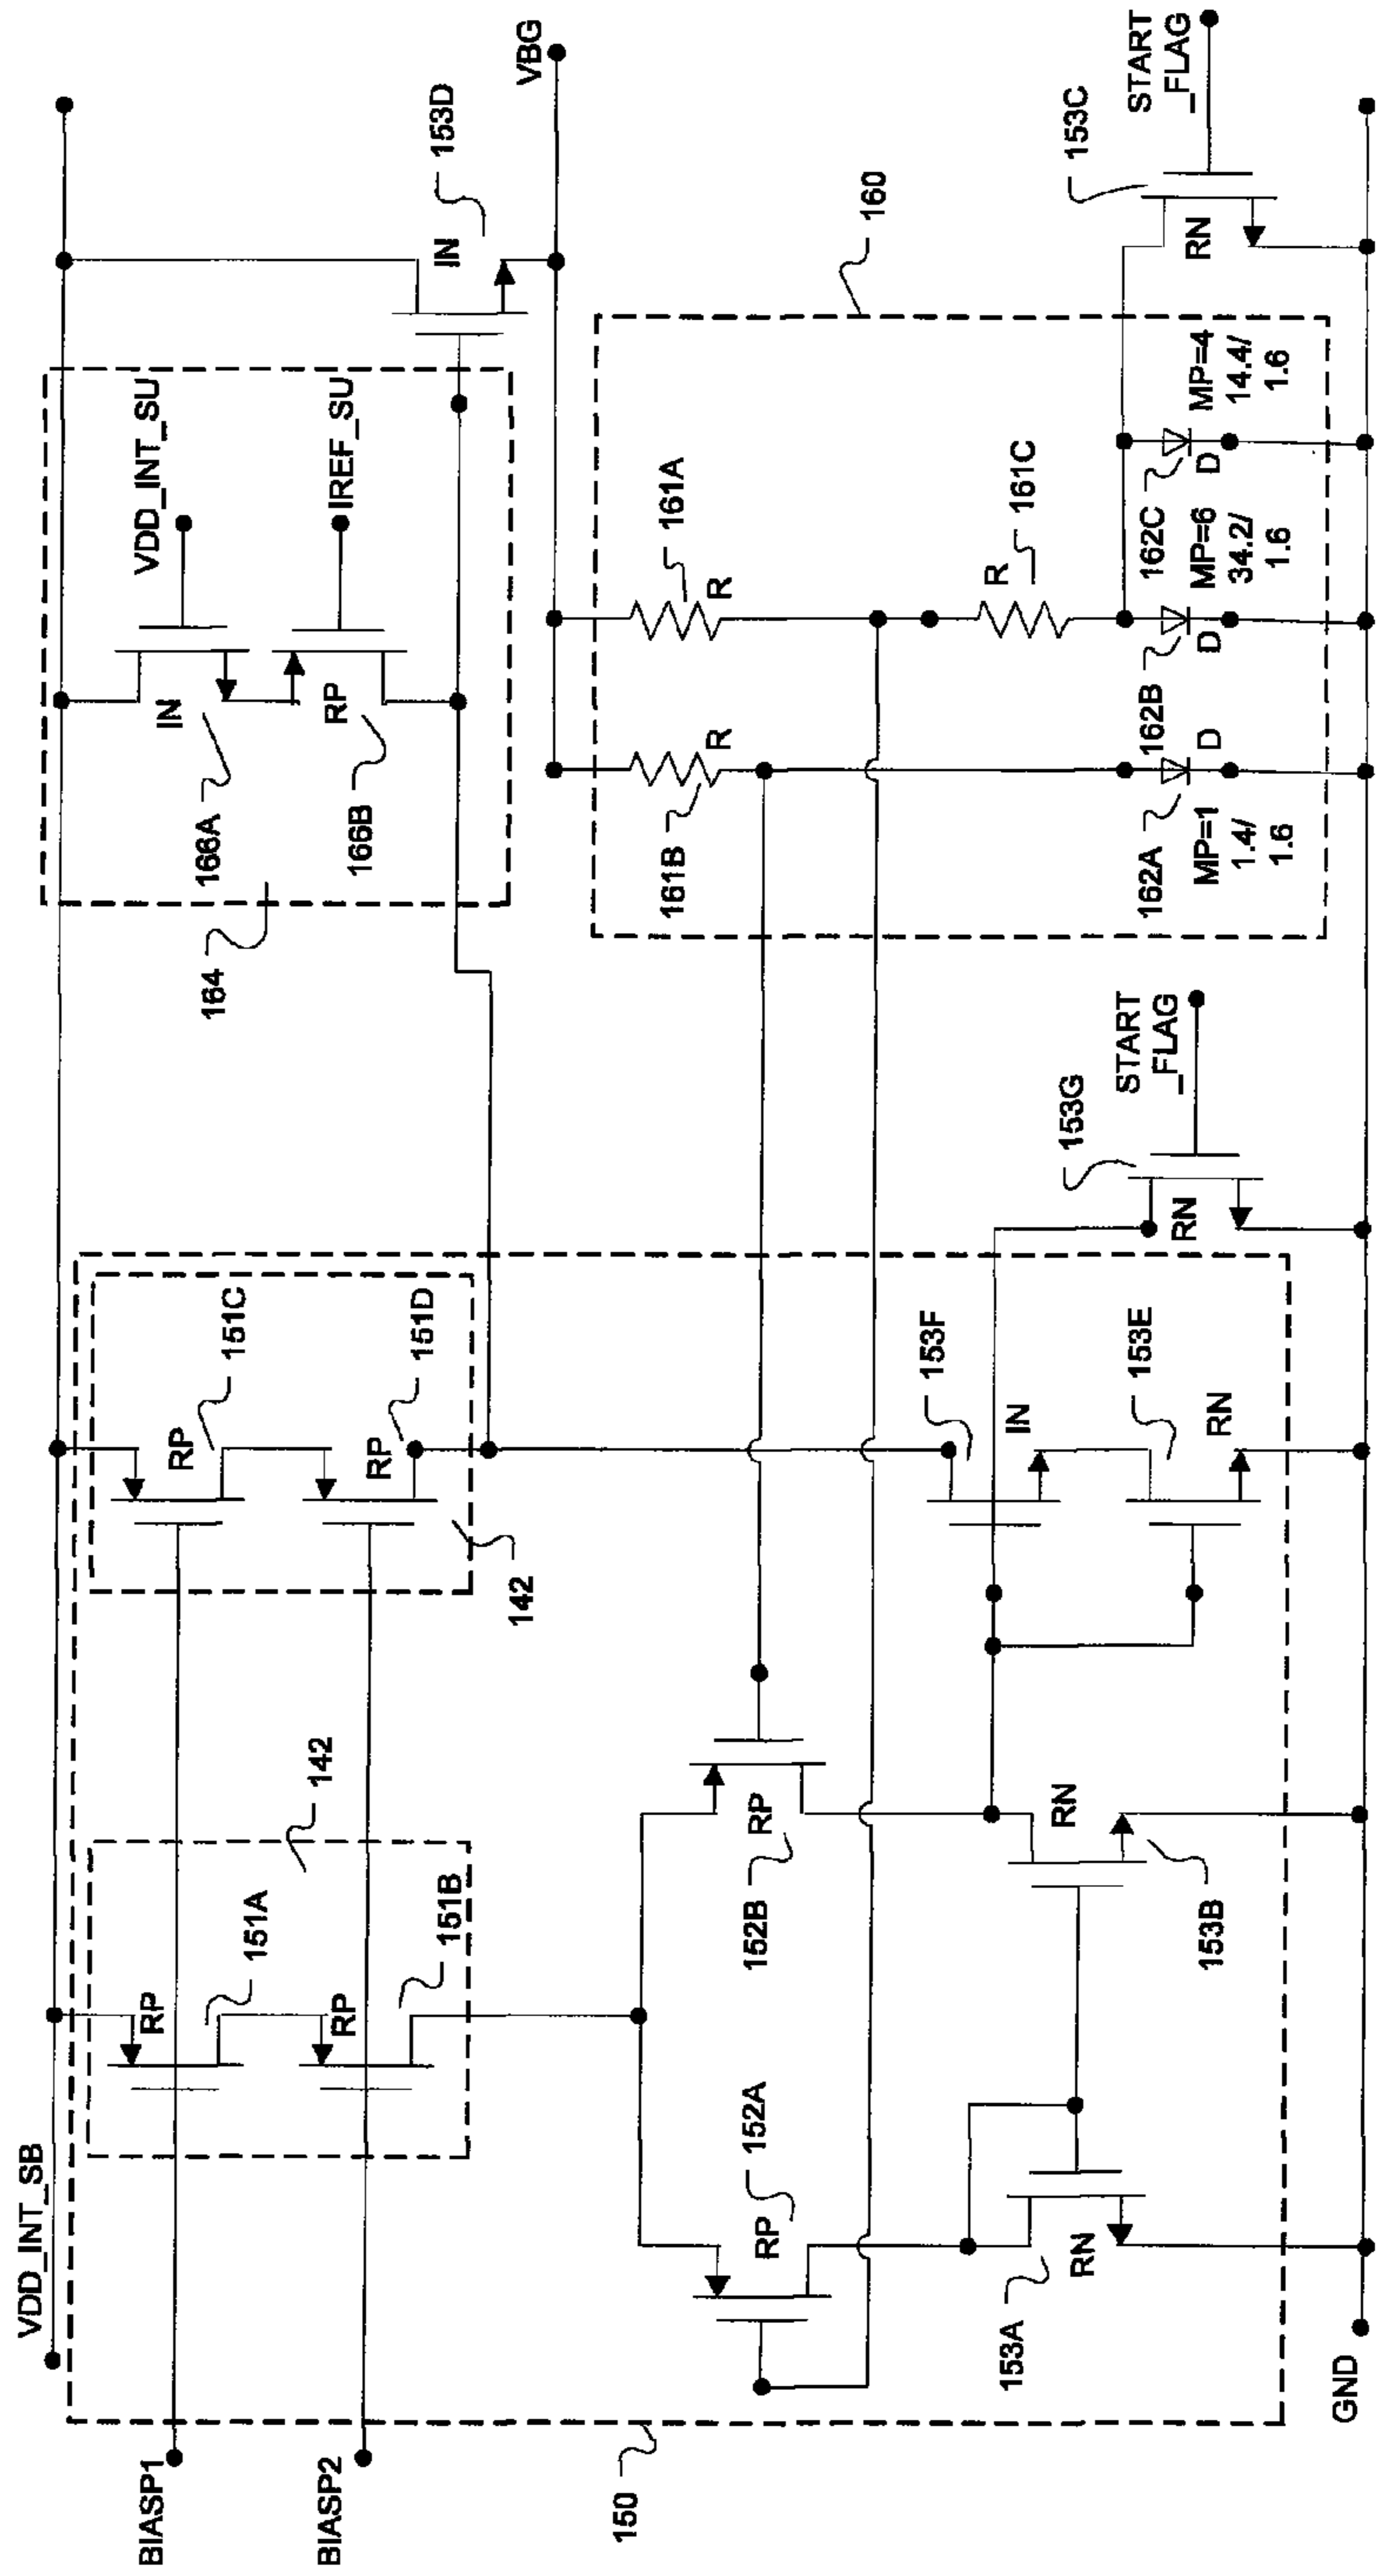 VDD_INT_SB
BIASP1
BIASP2
150
GND
RP
151A
RP
151B
142
RP
151C
RP
151D
142
152A
RP
152B
RP
153A
RN
RN
153B
153F
IN
153E
RN
153G
START
_FLAG
RN
164
166A
IN
VDD_INT_SU
166B
RP
IREF_SU
153D
IN
VBG
160
161B
R
161A
R
161C
R
162A
D
MP=1
1.4/
1.6
162B
D
MP=6
34.2/
1.6
162C
D
MP=4
14.4/
1.6
153C
START
_FLAG
RN